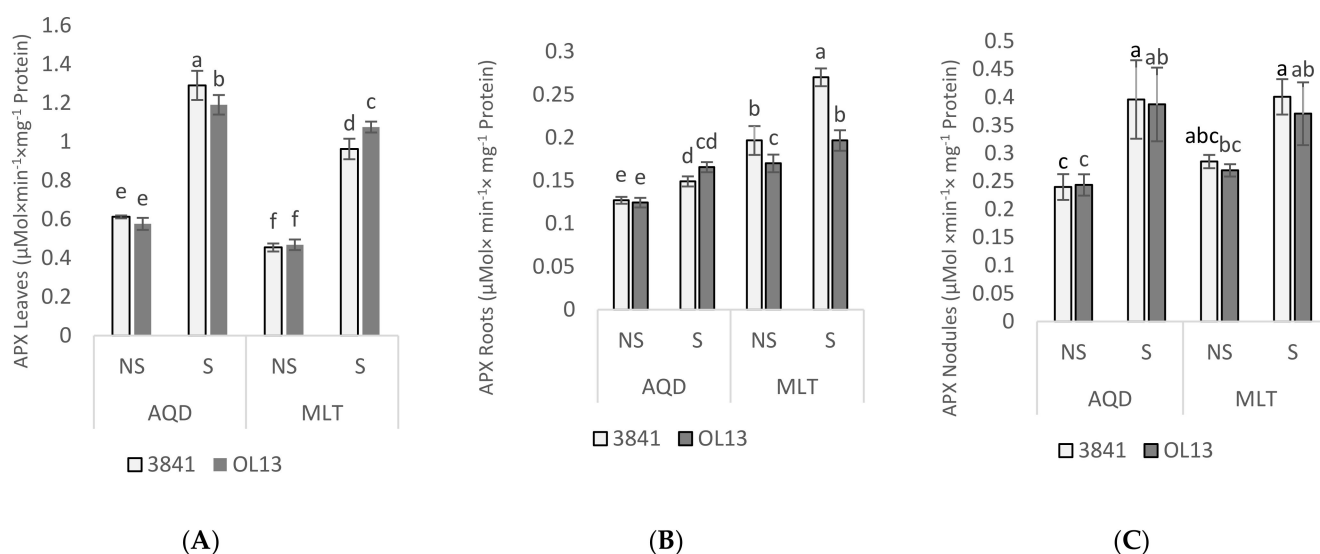 APX Leaves (µMol×min⁻¹×mg⁻¹ Protein)
1.6
1.4
1.2
1
0.8
0.6
0.4
0.2
0
e e a b f f d c
NS S NS S
AQD MLT
3841 OL13
(A)
APX Roots (µMol× min⁻¹× mg⁻¹ Protein)
0.3
0.25
0.2
0.15
0.1
0.05
0
e e d cd b c a b
NS S NS S
AQD MLT
3841 OL13
(B)
APX Nodules (µMol ×min⁻¹× mg⁻¹ Protein)
0.5
0.45
0.4
0.35
0.3
0.25
0.2
0.15
0.1
0.05
0
c c a ab abc bc a ab
NS S NS S
AQD MLT
3841 OL13
(C)